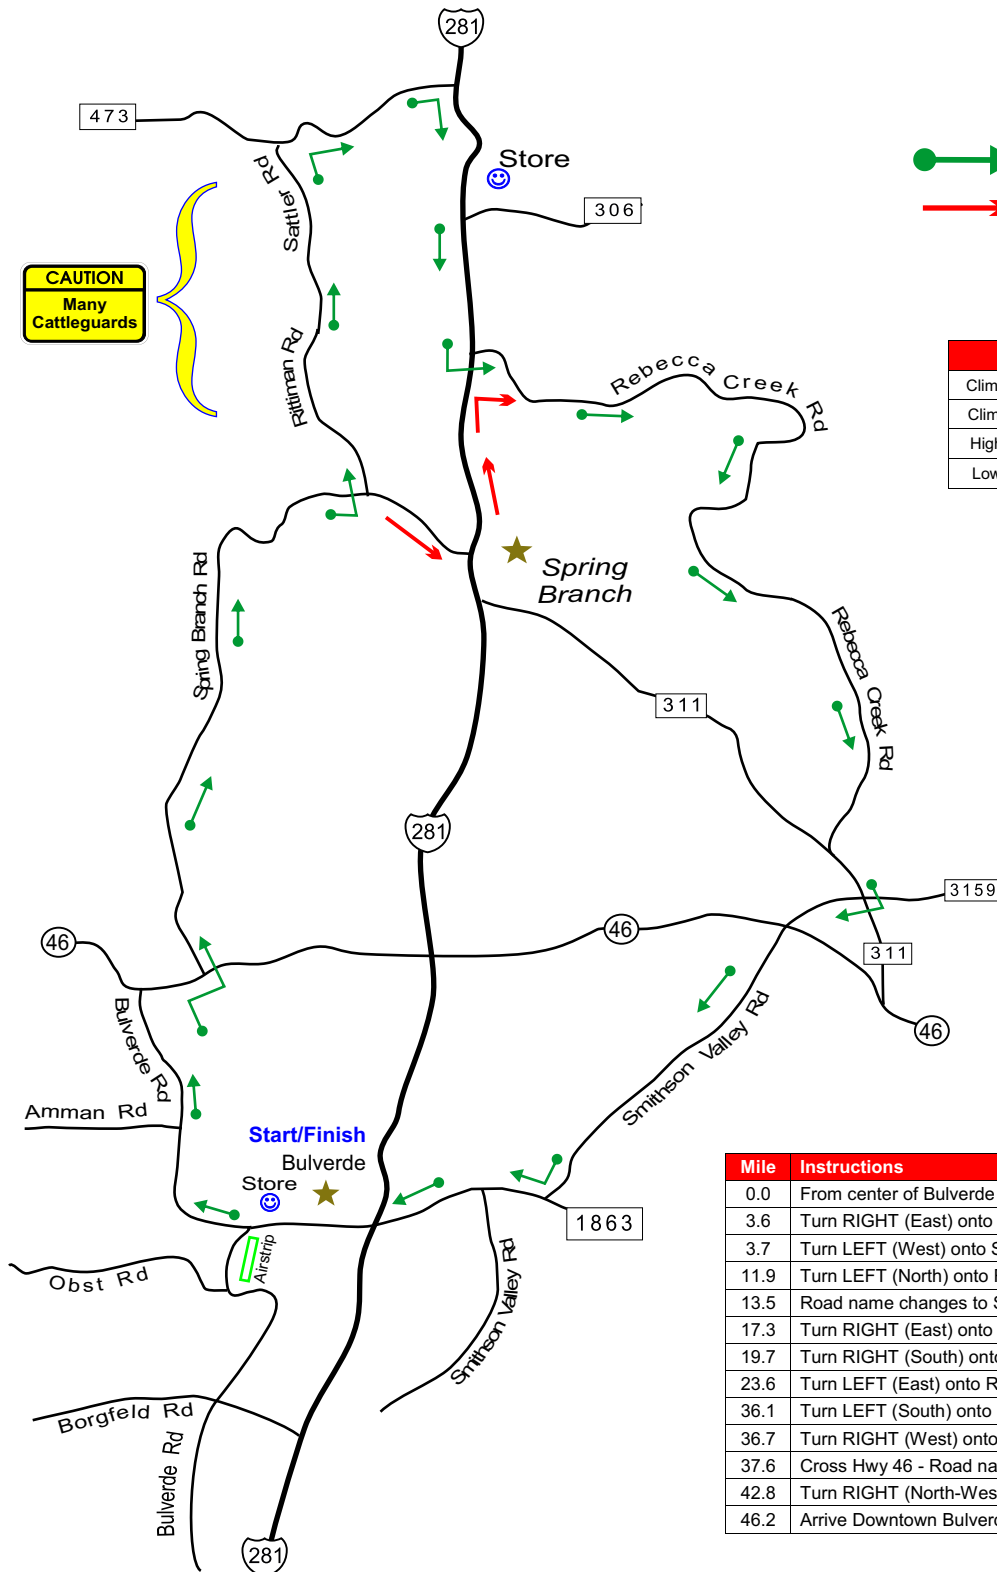 281
473
Store
Sattler Rd
306
CAUTION
Many
Cattleguards
Rittiman Rd
Rebecca Creek Rd
Clim
Clim
High
Low
Spring Branch Rd
Spring
Branch
Rebecca Creek Rd
311
281
3159
46
46
311
46
Bulverde Rd
Smithson Valley Rd
Amman Rd
Start/Finish
Bulverde
Store
1863
Airstrip
Obst Rd
Smithson Valley Rd
Borgfeld Rd
Bulverde Rd
281
Mile Instructions
0.0 From center of Bulverde
3.6 Turn RIGHT (East) onto
3.7 Turn LEFT (West) onto S
11.9 Turn LEFT (North) onto
13.5 Road name changes to S
17.3 Turn RIGHT (East) onto
19.7 Turn RIGHT (South) onto
23.6 Turn LEFT (East) onto R
36.1 Turn LEFT (South) onto
36.7 Turn RIGHT (West) onto
37.6 Cross Hwy 46 - Road na
42.8 Turn RIGHT (North-Wes
46.2 Arrive Downtown Bulverd